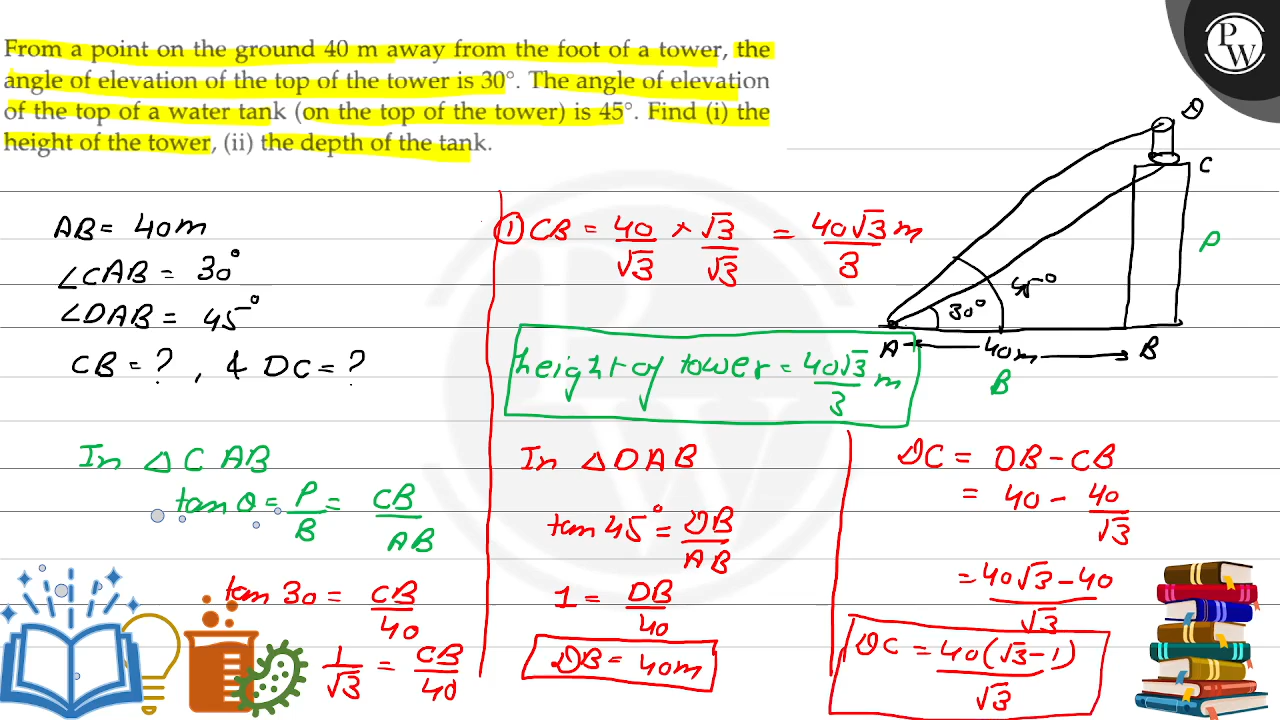 From a point on the ground 40 m away from the foot of a tower, the
angle of elevation of the top of the tower is 30°. The angle of elevation
of the top of a water tank (on the top of the tower) is 45°. Find (i) the
height of the tower, (ii) the depth of the tank.
PW
D
C
P
45°
30°
A
40m
B
B
AB = 40m
∠CAB = 30°
∠DAB = 45°
CB = ? , & DC = ?
In △CAB
tan θ = P/B = CB/AB
tan 30 = CB/40
1/√3 = CB/40
① CB = 40/√3 × √3/√3 = 40√3/3 m
height of tower = 40√3/3 m
In △DAB
tan 45° = DB/AB
1 = DB/40
DB = 40m
DC = DB - CB
= 40 - 40/√3
= 40√3 - 40/√3
DC = 40(√3 - 1)/√3
PW